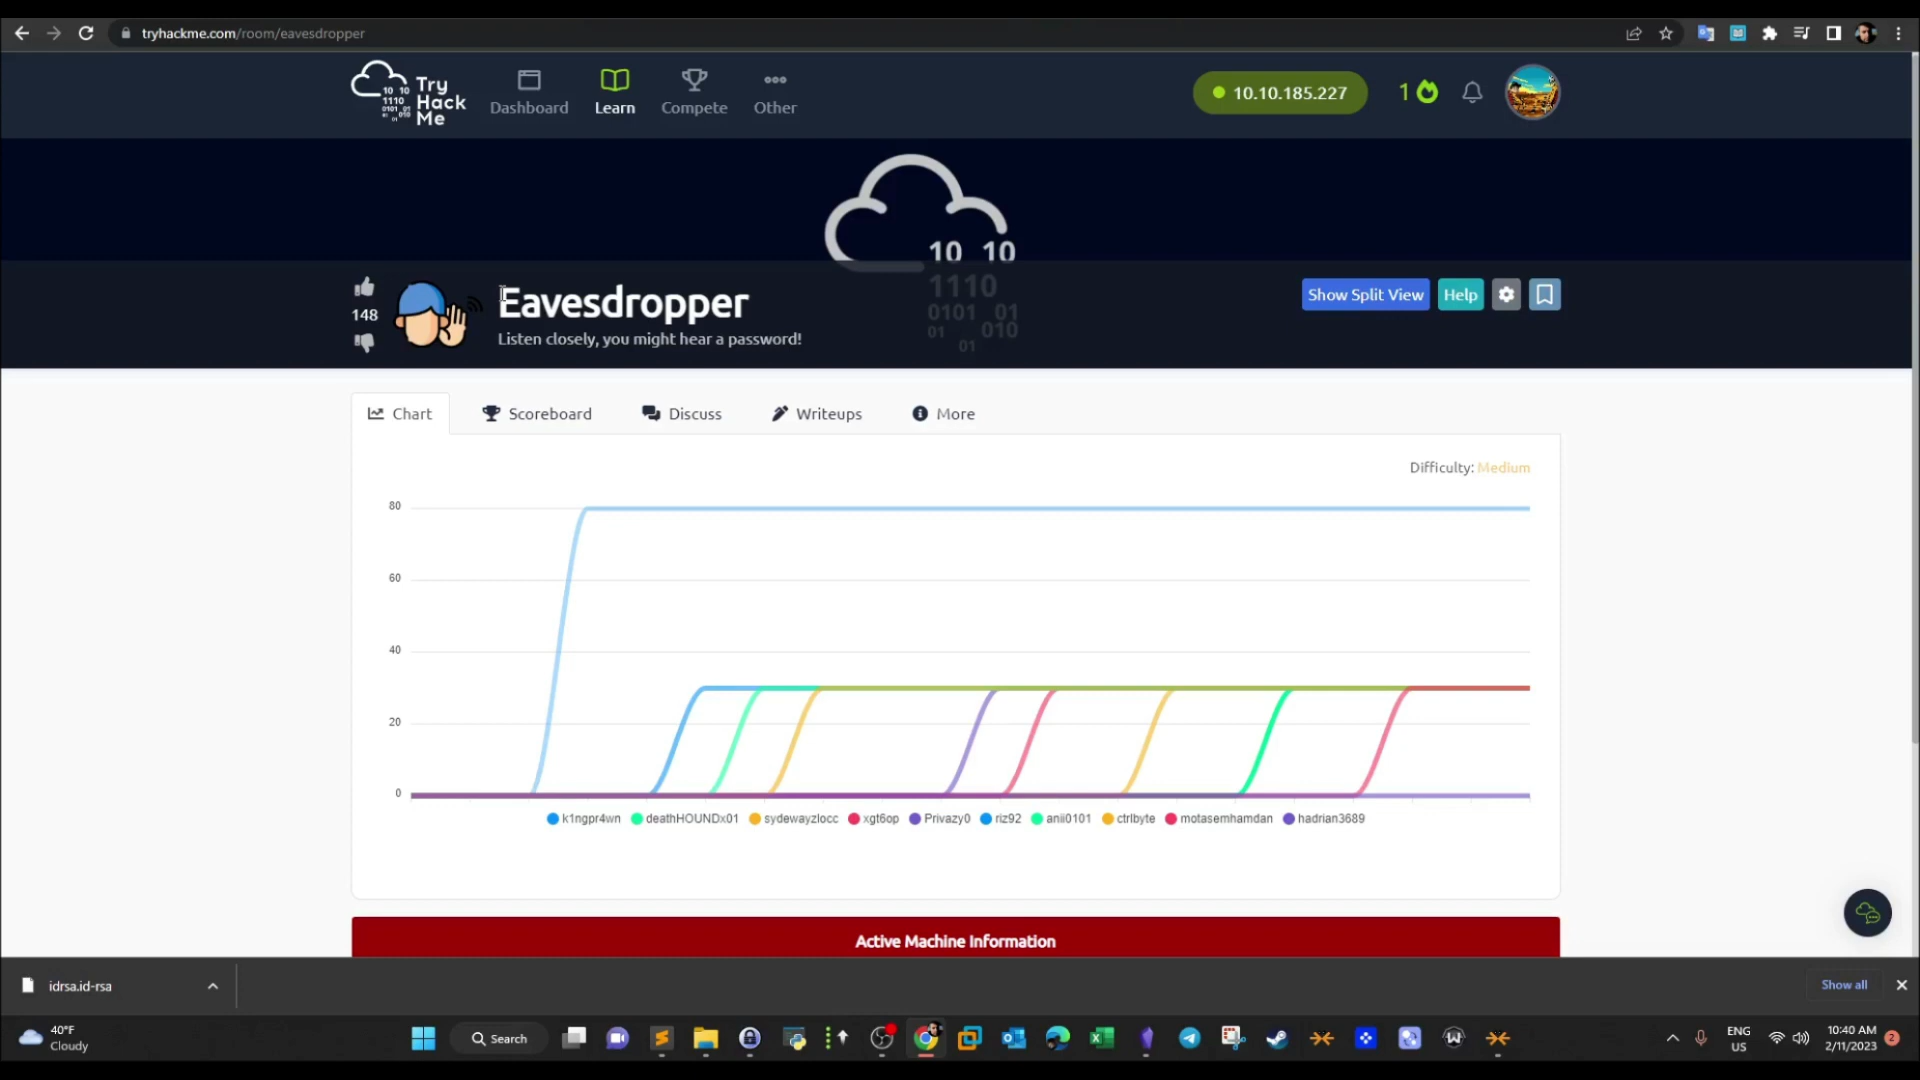 tryhackme.com/room/eavesdropper
Try
Hack
Me
Dashboard
Learn
Compete
Other
10.10.185.227
1
10 10
1110
0101 01
01 010
01
148
Eavesdropper
Listen closely, you might hear a password!
Show Split View
Help
Chart
Scoreboard
Discuss
Writeups
More
Difficulty: Medium
80
60
40
20
0
k1ngpr4wn deathHOUNDx01 sydewayzlocc xgt6op Privazy0 riz92 anii0101 ctrlbyte motasemhamdan hadrian3689
Active Machine Information
idrsa.id-rsa
Show all
40°F
Cloudy
Search
ENG
US
10:40 AM
2/11/2023
2